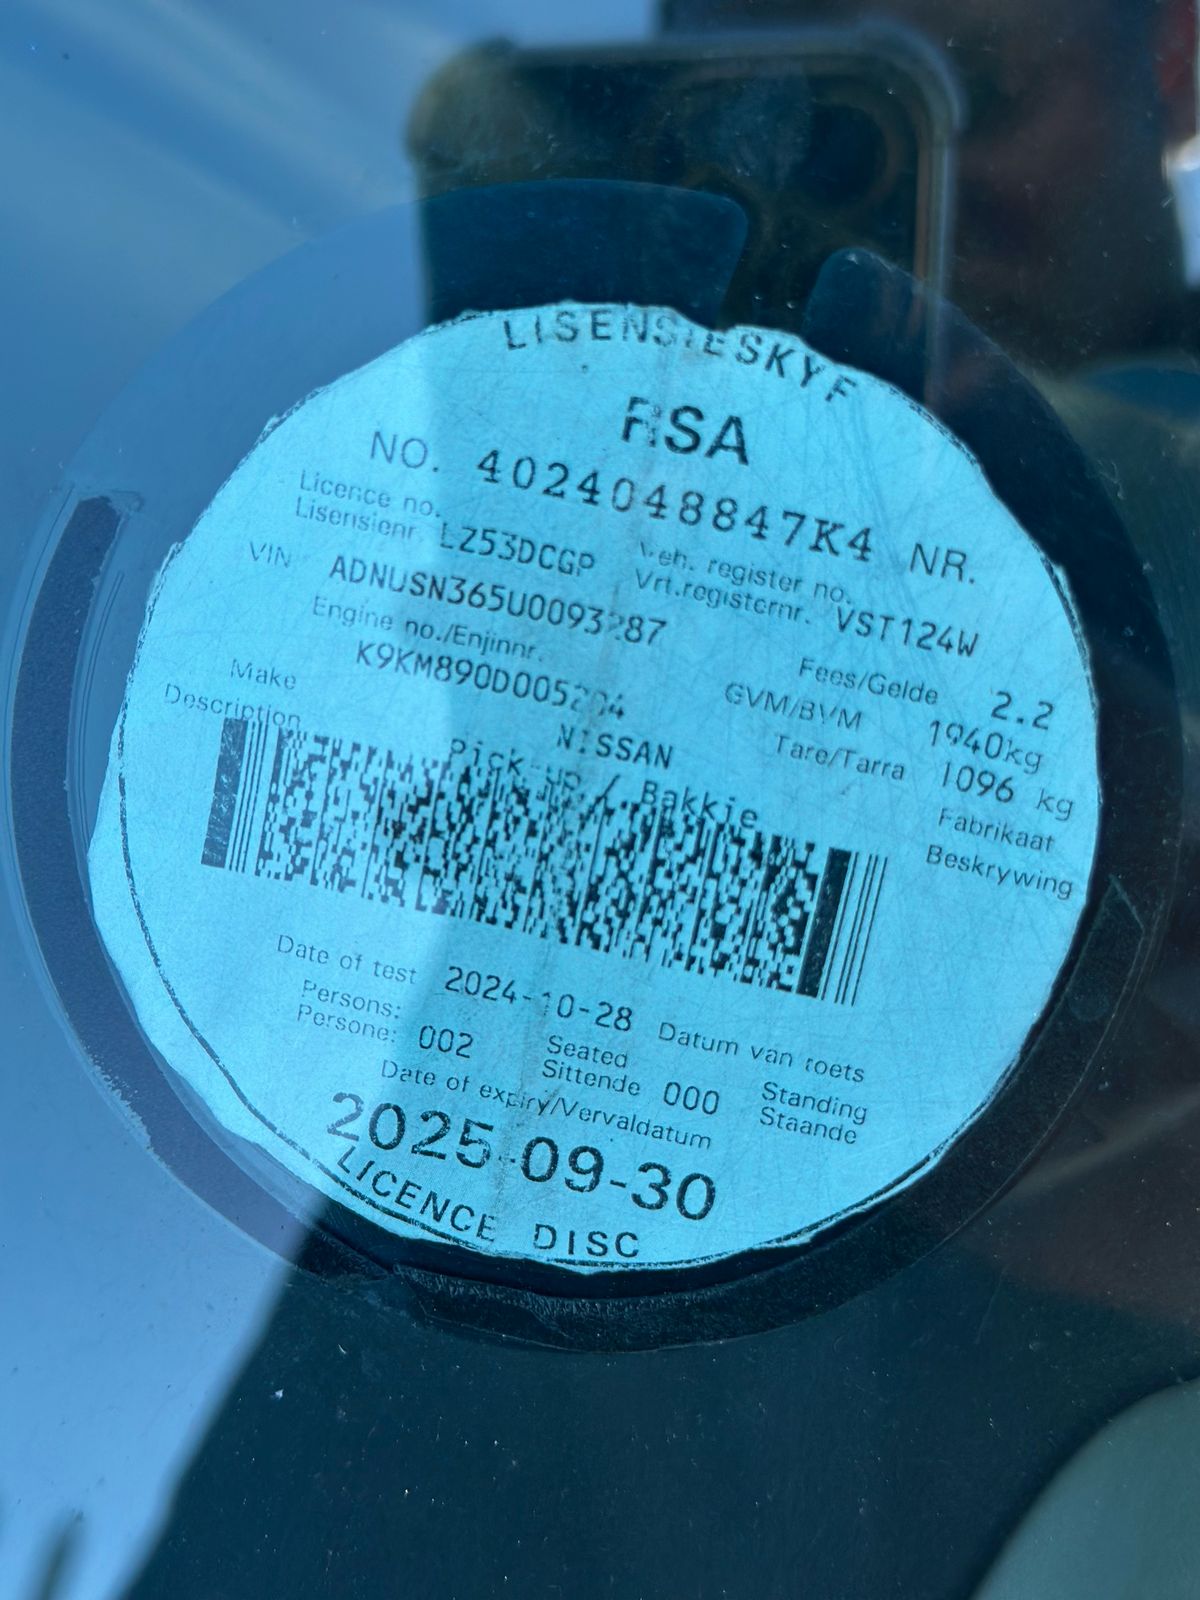 LISENSIESKYF
RSA
NO. 4024048847K4 NR.
Licence no. Veh. register no.
Lisensienr. LZ53DCGP Vrt.registernr. VST124W
VIN
Fees/Gelde 2.2
Engine no./Enjinnr. GVM/BVM 1940kg
Tare/Tarra 1096 kg
Make NISSAN Fabrikaat
Description Pick-up / Bakkie Beskrywing
Date of test 2024-10-28 Datum van toets
Persons: Seated Standing
Persone: 002 Sittende 000 Staande
Date of expiry/Vervaldatum
2025-09-30
LICENCE DISC